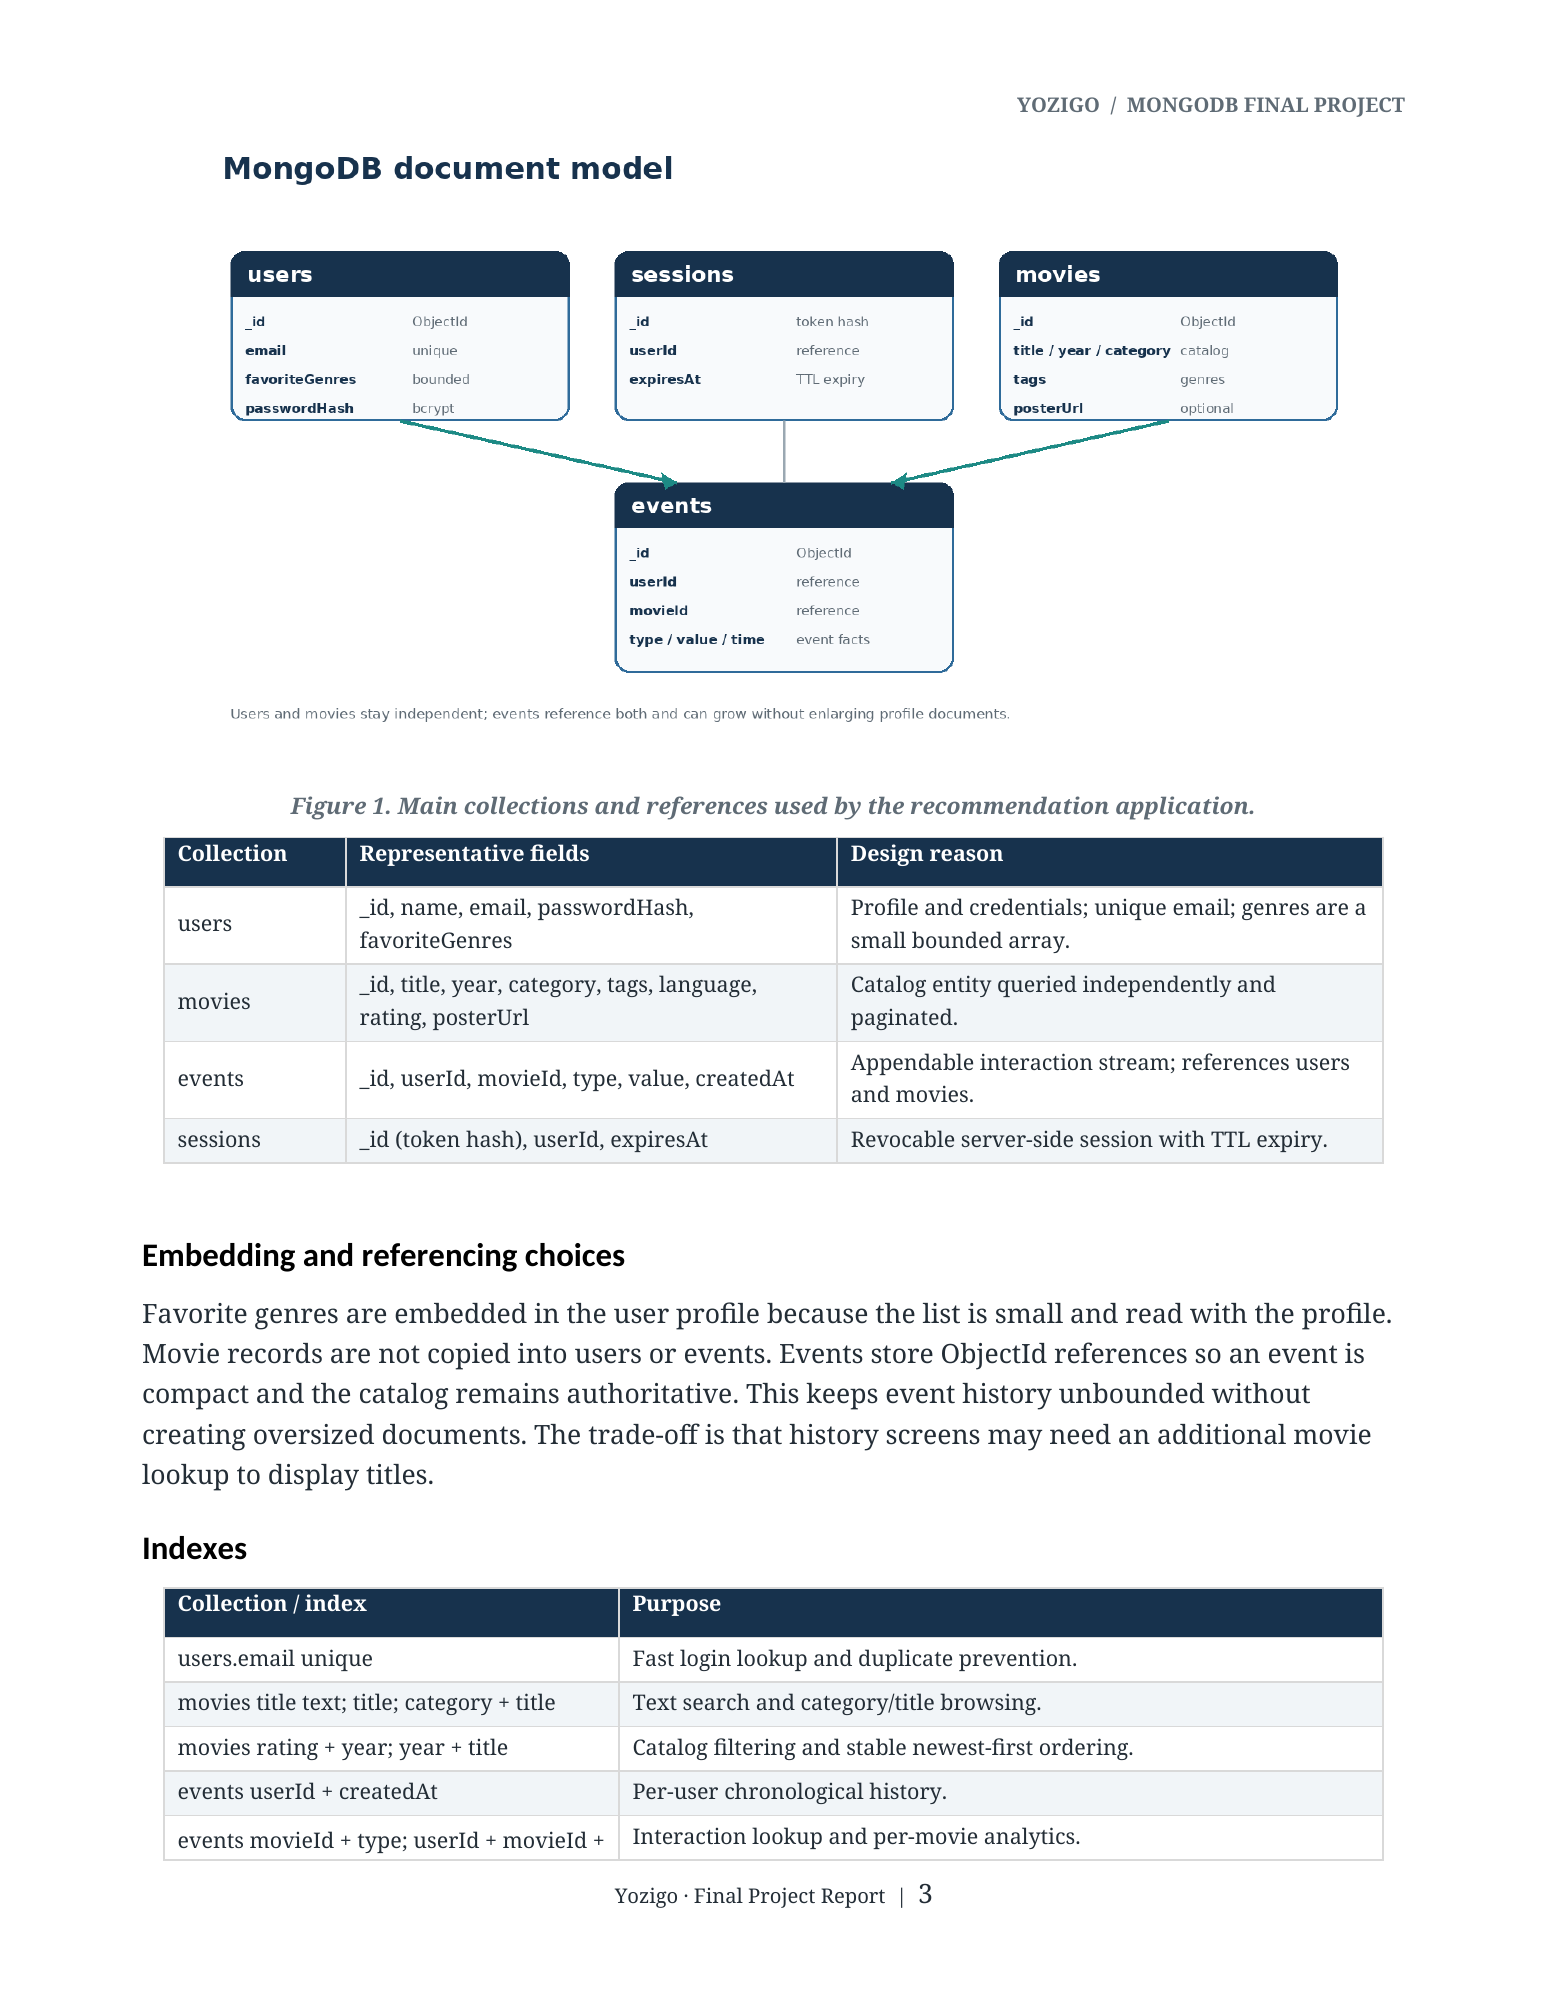 YOZIGO / MONGODB FINAL PROJECT
MongoDB document model
users
_id ObjectId
email unique
favoriteGenres bounded
passwordHash bcrypt
sessions
_id token hash
userId reference
expiresAt TTL expiry
movies
_id ObjectId
title / year / category catalog
tags genres
posterUrl optional
events
_id ObjectId
userId reference
movieId reference
type / value / time event facts
Users and movies stay independent; events reference both and can grow without enlarging profile documents.
Figure 1. Main collections and references used by the recommendation application.
Collection Representative fields Design reason
users
_id, name, email, passwordHash,
favoriteGenres
Profile and credentials; unique email; genres are a
small bounded array.
movies
_id, title, year, category, tags, language,
rating, posterUrl
Catalog entity queried independently and
paginated.
events
_id, userId, movieId, type, value, createdAt
Appendable interaction stream; references users
and movies.
sessions _id (token hash), userId, expiresAt Revocable server-side session with TTL expiry.
Embedding and referencing choices
Favorite genres are embedded in the user profile because the list is small and read with the profile.
Movie records are not copied into users or events. Events store ObjectId references so an event is
compact and the catalog remains authoritative. This keeps event history unbounded without
creating oversized documents. The trade-off is that history screens may need an additional movie
lookup to display titles.
Indexes
Collection / index Purpose
users.email unique Fast login lookup and duplicate prevention.
movies title text; title; category + title Text search and category/title browsing.
movies rating + year; year + title Catalog filtering and stable newest-first ordering.
events userId + createdAt Per-user chronological history.
events movieId + type; userId + movieId + Interaction lookup and per-movie analytics.
Yozigo · Final Project Report | 3